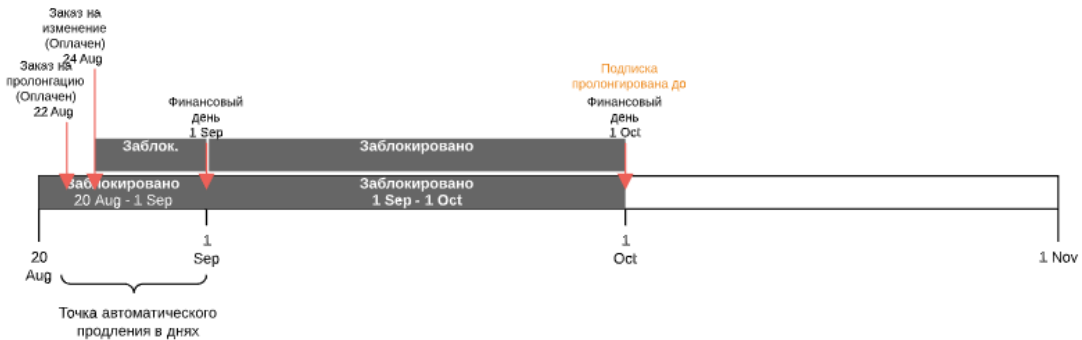 Заказ на
изменение
(Оплачен)
24 Aug
Заказ на
пролонгацию
(Оплачен)
22 Aug
Финансовый
день
1 Sep
Подписка
пролонгирована до
Финансовый
день
1 Oct
Заблок.
Заблокировано
Заблокировано
20 Aug - 1 Sep
Заблокировано
1 Sep - 1 Oct
20
Aug
1
Sep
1
Oct
1 Nov
Точка автоматического
продления в днях